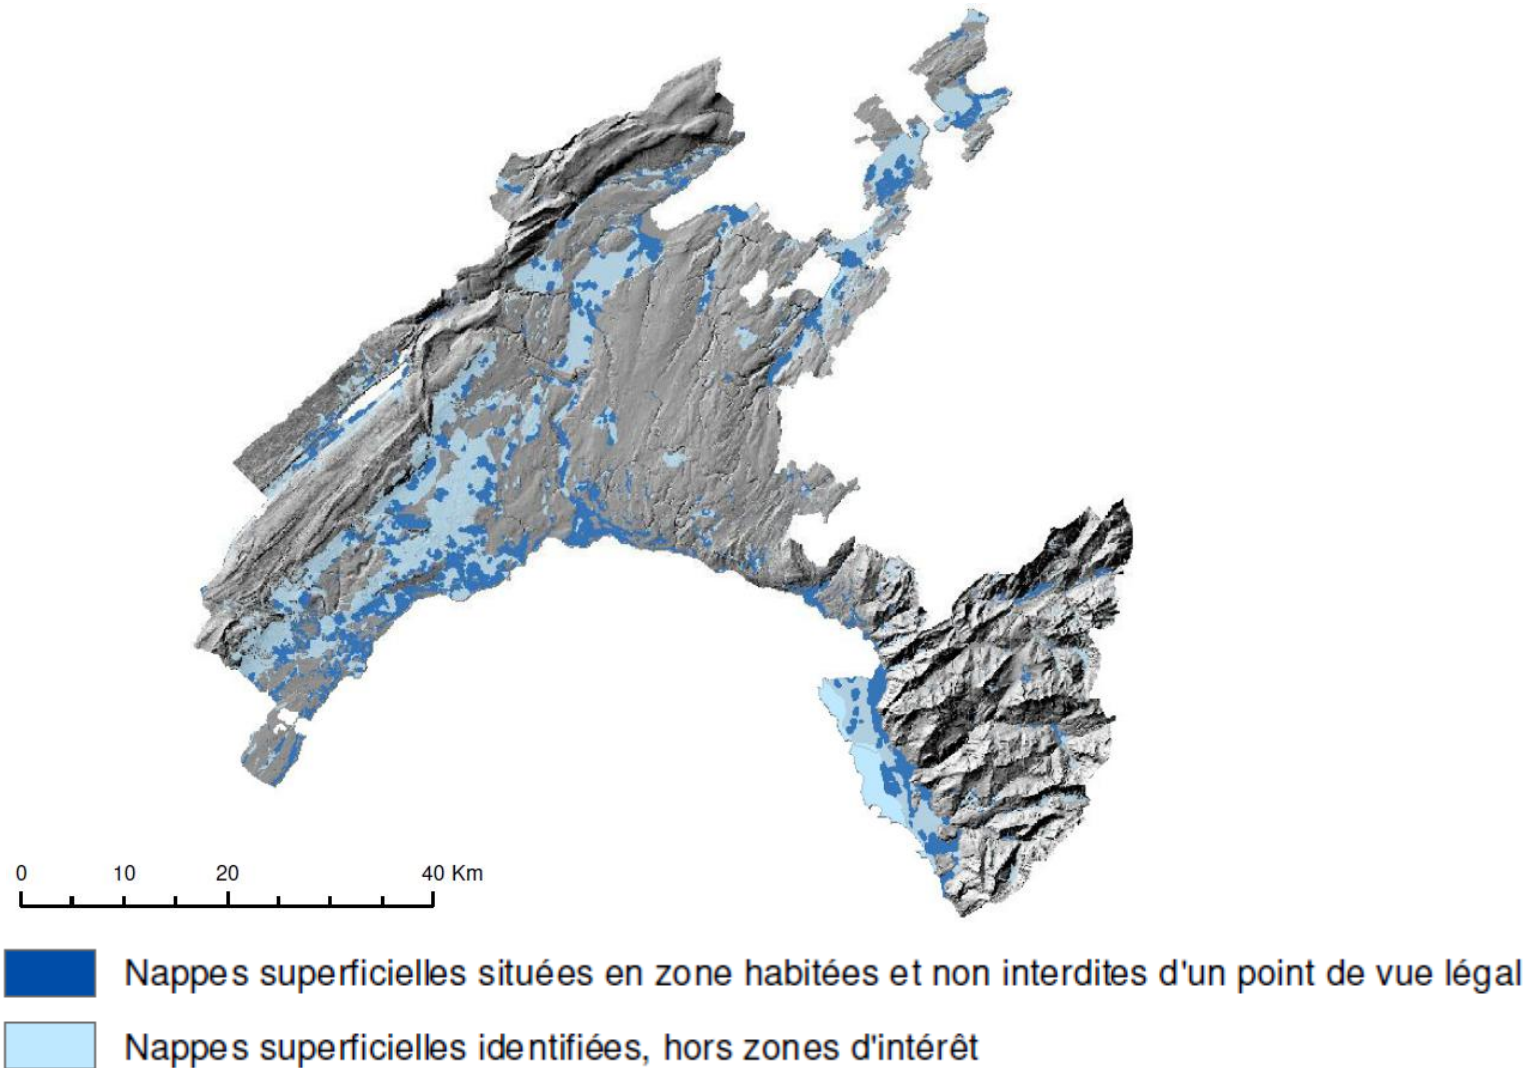 0 10 20 40 Km
Nappes superficielles situées en zone habitées et non interdites d'un point de vue légal
Nappes superficielles identifiées, hors zones d'intérêt